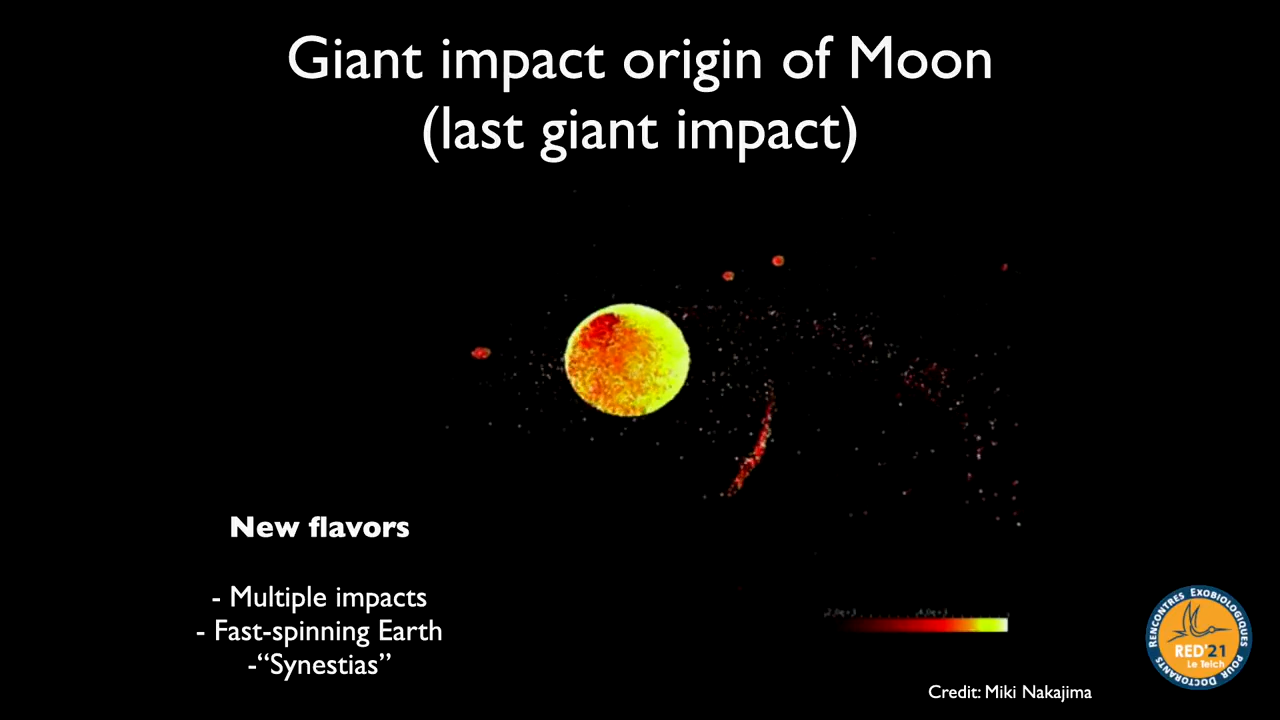 Giant impact origin of Moon
(last giant impact)
New flavors
- Multiple impacts
- Fast-spinning Earth
-“Synestias”
RENCONTRES EXOBIOLOGIQUES POUR DOCTORANTS
RED'21
Le Teich
Credit: Miki Nakajima